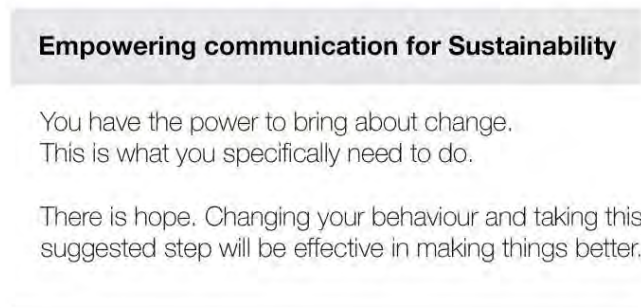 Empowering communication for Sustainability
You have the power to bring about change.
This is what you specifically need to do.
There is hope. Changing your behaviour and taking this
suggested step will be effective in making things better.